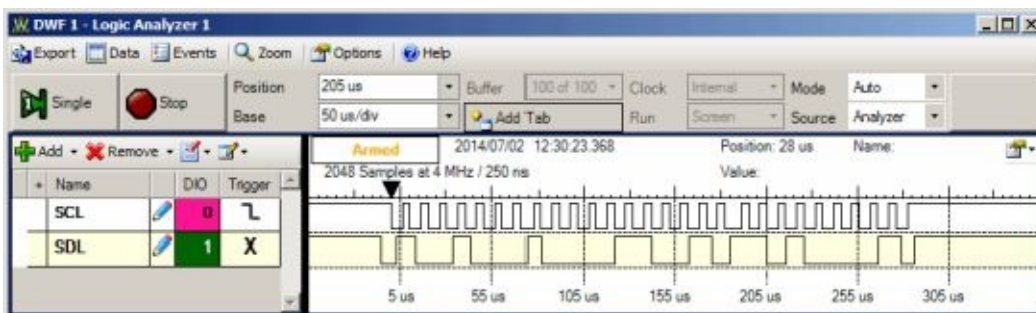 DWF 1 - Logic Analyzer 1
Export Data Events Zoom Options Help
Single Stop Position 205 us Buffer 100 of 100 Clock Internal Mode Auto
Base 50 us/div Add Tab Run Screen Source Analyzer
Add Remove Armed 2014/07/02 12:30:23.368 Position: 28 us Name:
2048 Samples at 4 MHz / 250 ns Value:
+ Name DIO Trigger
SCL 0
SDL 1 X
5 us 55 us 105 us 155 us 205 us 255 us 305 us